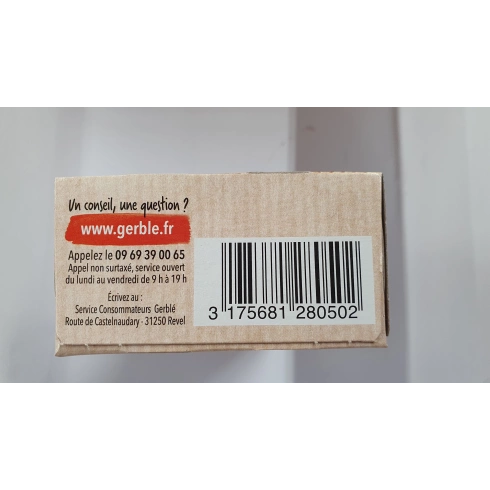 Un conseil, une question ?
www.gerble.fr
Appelez le 09 69 39 00 65
Appel non surtaxé, service ouvert
du lundi au vendredi de 9 h à 19 h
Écrivez au :
Service Consommateurs Gerblé
Route de Castelnaudary - 31250 Revel
3 175681 280502